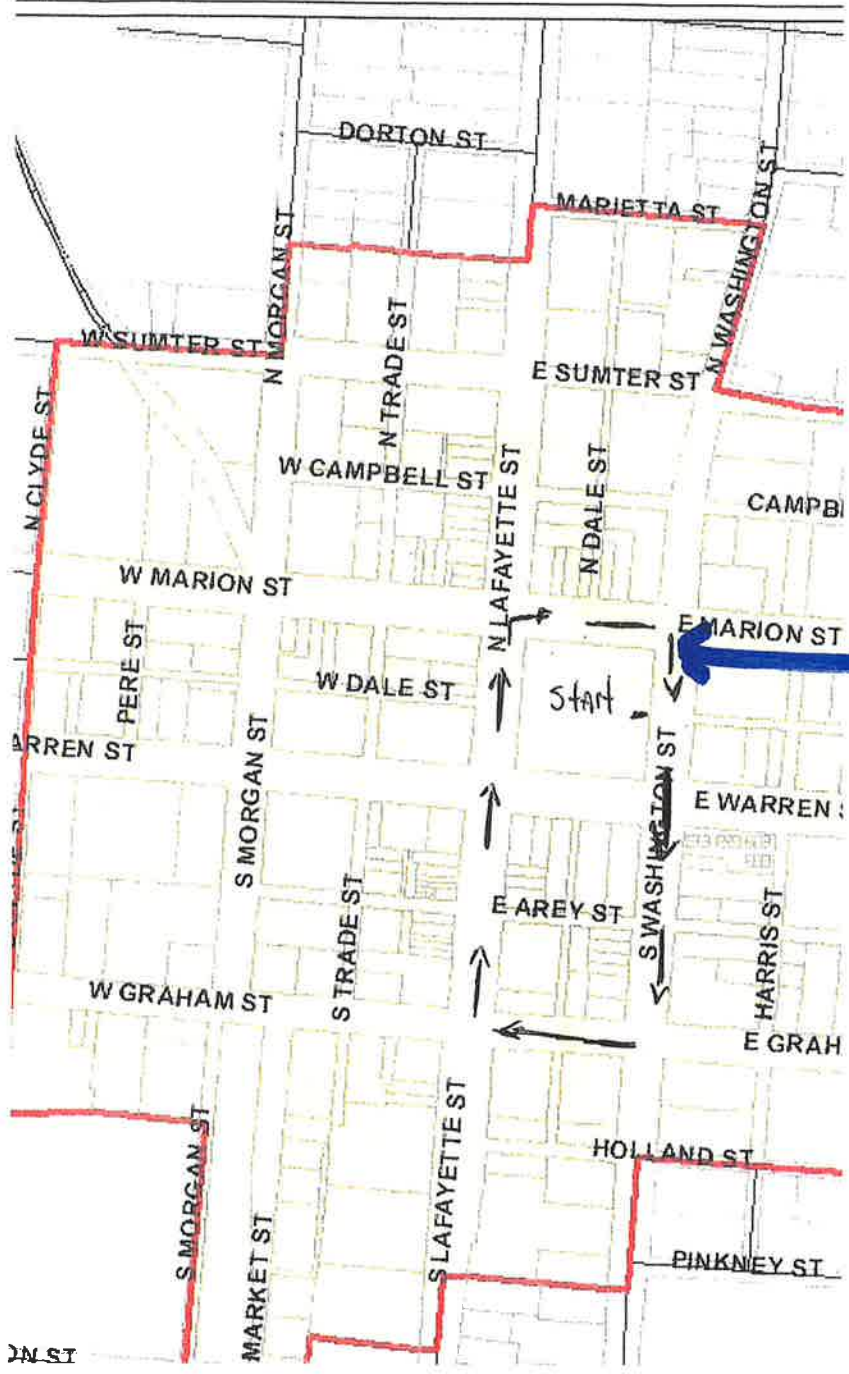 DORTON ST
MARIETTA ST
N WASHINGTON ST
N MORGAN ST
W SUMTER ST
N TRADE ST
E SUMTER ST
N CLYDE ST
W CAMPBELL ST
N LAFAYETTE ST
N DALE ST
CAMPB
W MARION ST
E MARION ST
PERE ST
W DALE ST
Start
ARREN ST
S MORGAN ST
S WASHINGTON ST
E WARREN
E AREY ST
S TRADE ST
HARRIS ST
W GRAHAM ST
E GRAH
S LAFAYETTE ST
HOLLAND ST
S MORGAN ST
MARKET ST
PINKNEY ST
ON ST